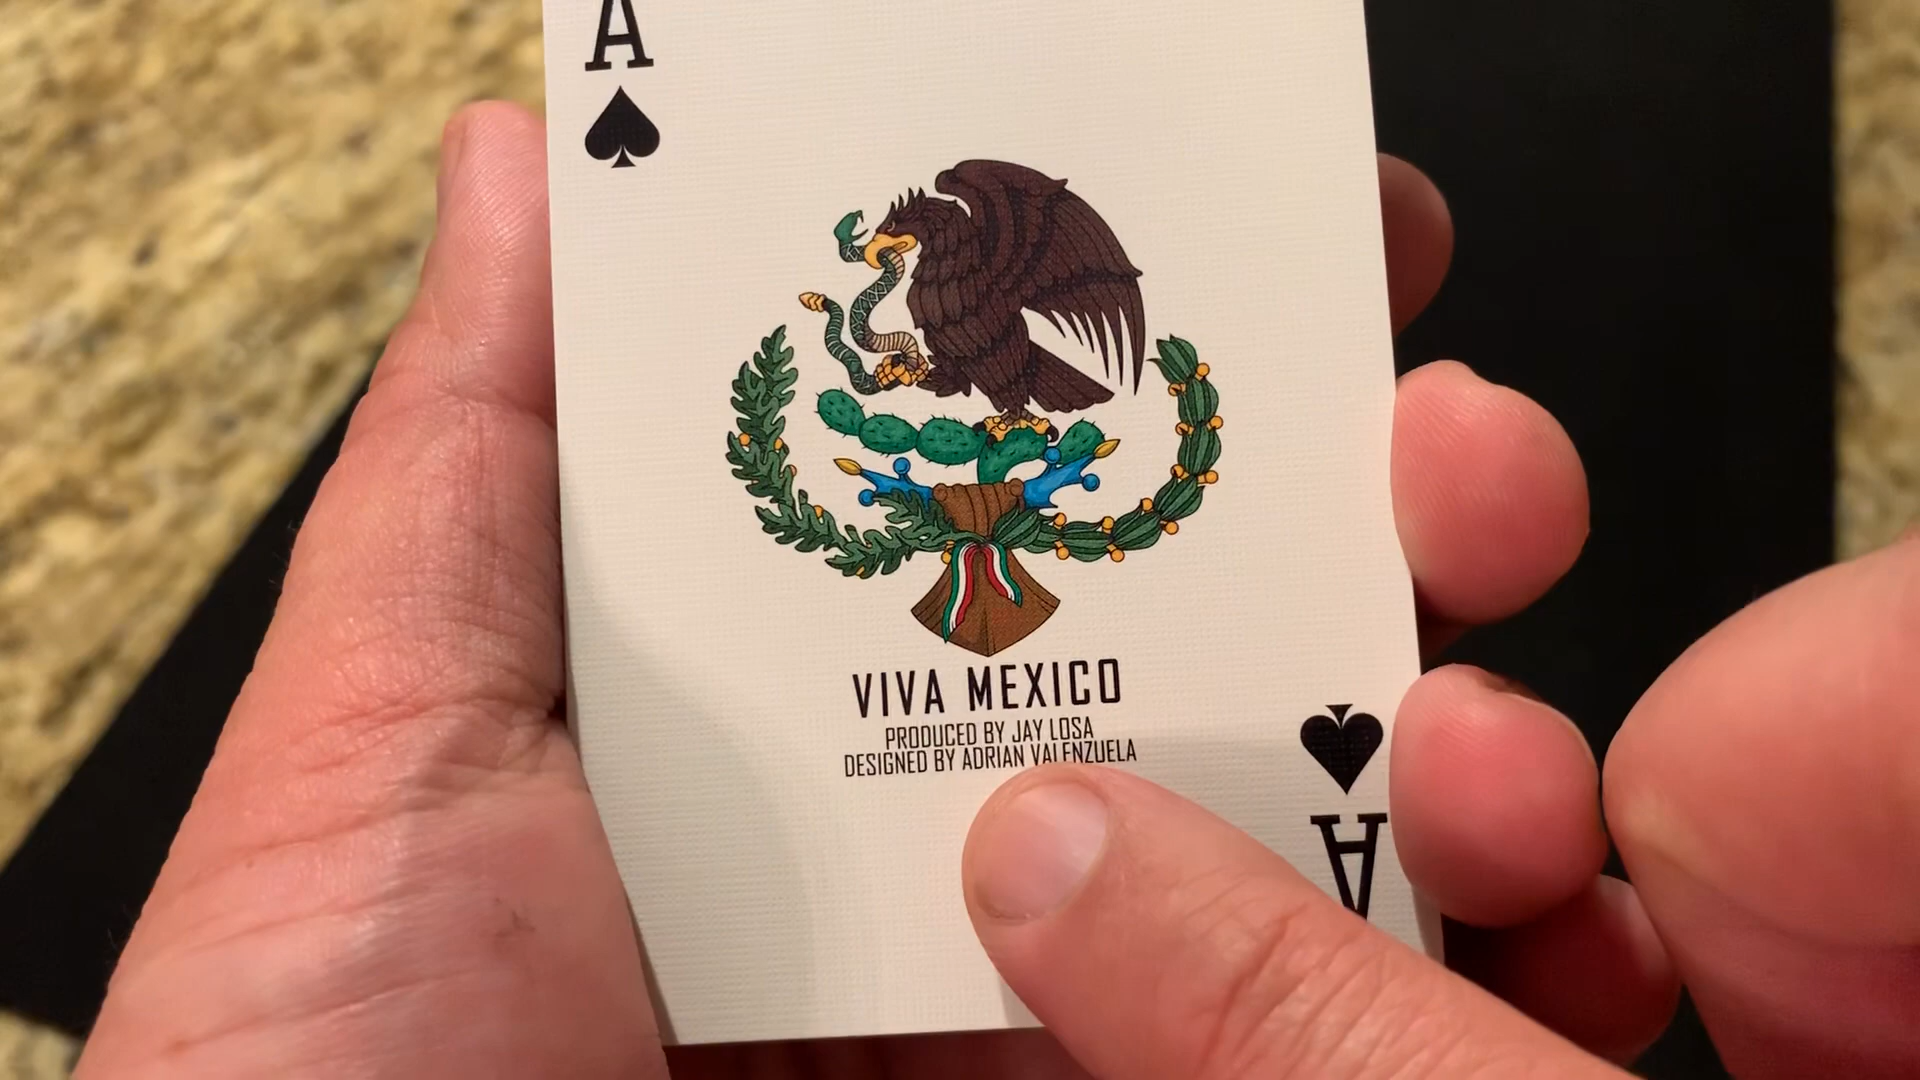 A
VIVA MEXICO
PRODUCED BY JAY LOSA
DESIGNED BY ADRIAN VALENZUELA
A